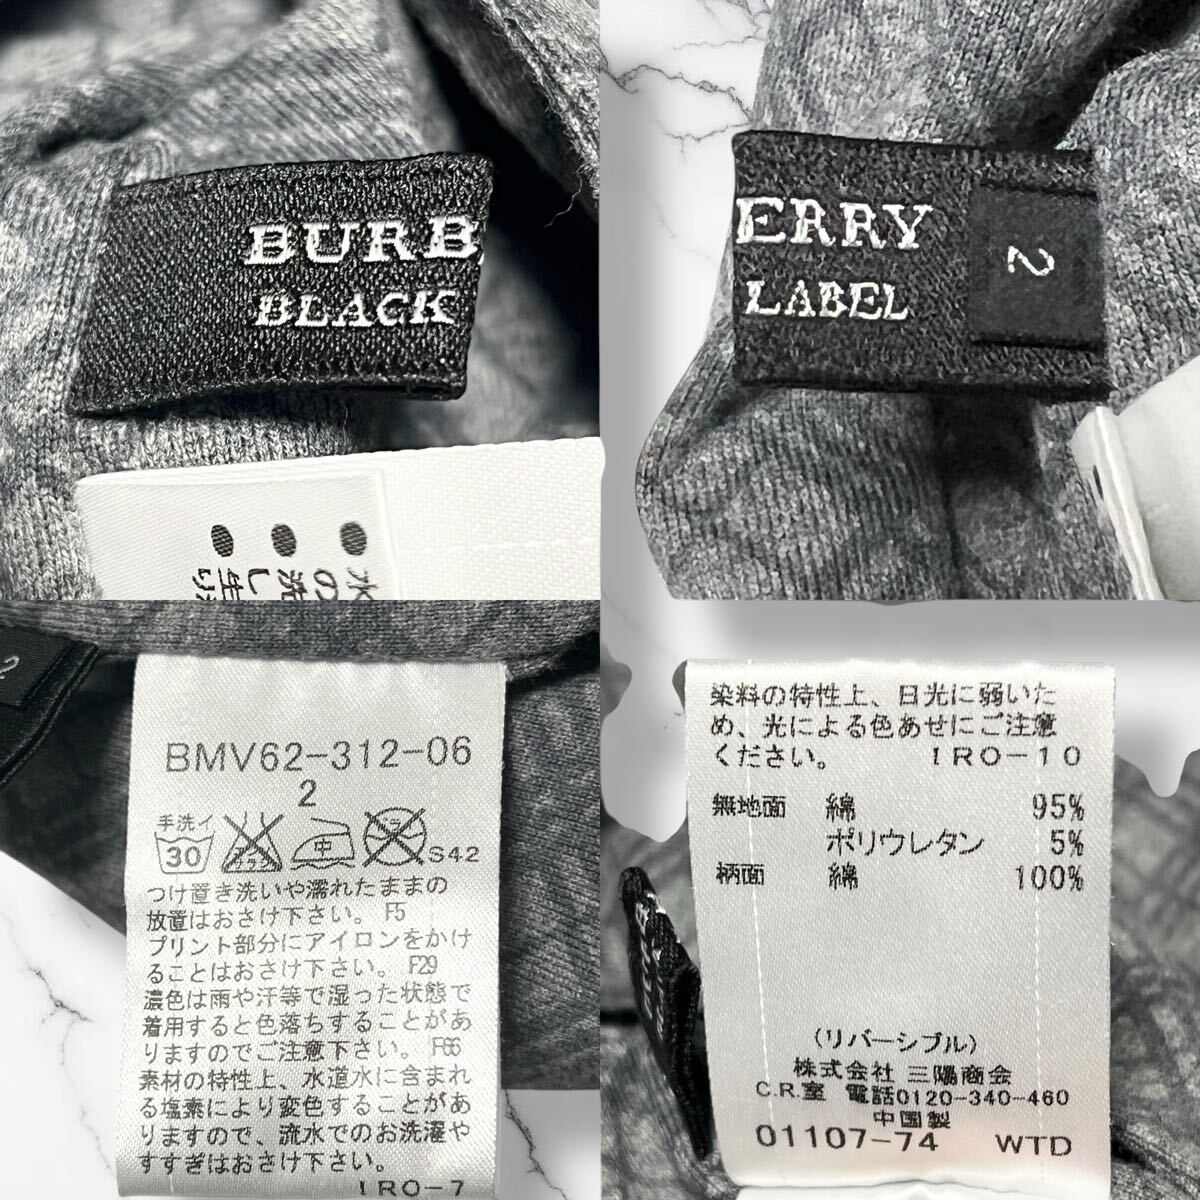 BURB
BLACK
ERRY
LABEL
2
● 水
● の洗
● し生り
2
BMV62-312-06
2
手洗イ
30
中
S42
つけ置き洗いや濡れたままの
放置はおさけ下さい。 F5
プリント部分にアイロンをかけ
ることはおさけ下さい。 F29
濃色は雨や汗等で湿った状態で
着用すると色落ちすることがあ
りますのでご注意下さい。 F66
素材の特性上、水道水に含まれ
る塩素により変色することがあ
りますので、流水でのお洗濯や
すすぎはおさけ下さい。
IRO-7
染料の特性上、日光に弱いた
め、光による色あせにご注意
ください。 IRO-10
無地面 綿 95%
ポリウレタン 5%
柄面 綿 100%
(リバーシブル)
株式会社 三陽商会
C.R.室 電話0120-340-460
中国製
01107-74 WTD